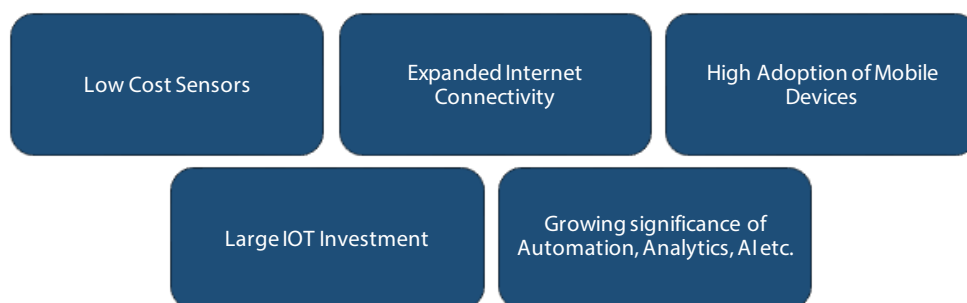 Low Cost Sensors
Expanded Internet
Connectivity
High Adoption of Mobile
Devices
Large IOT Investment
Growing significance of
Automation, Analytics, AI etc.